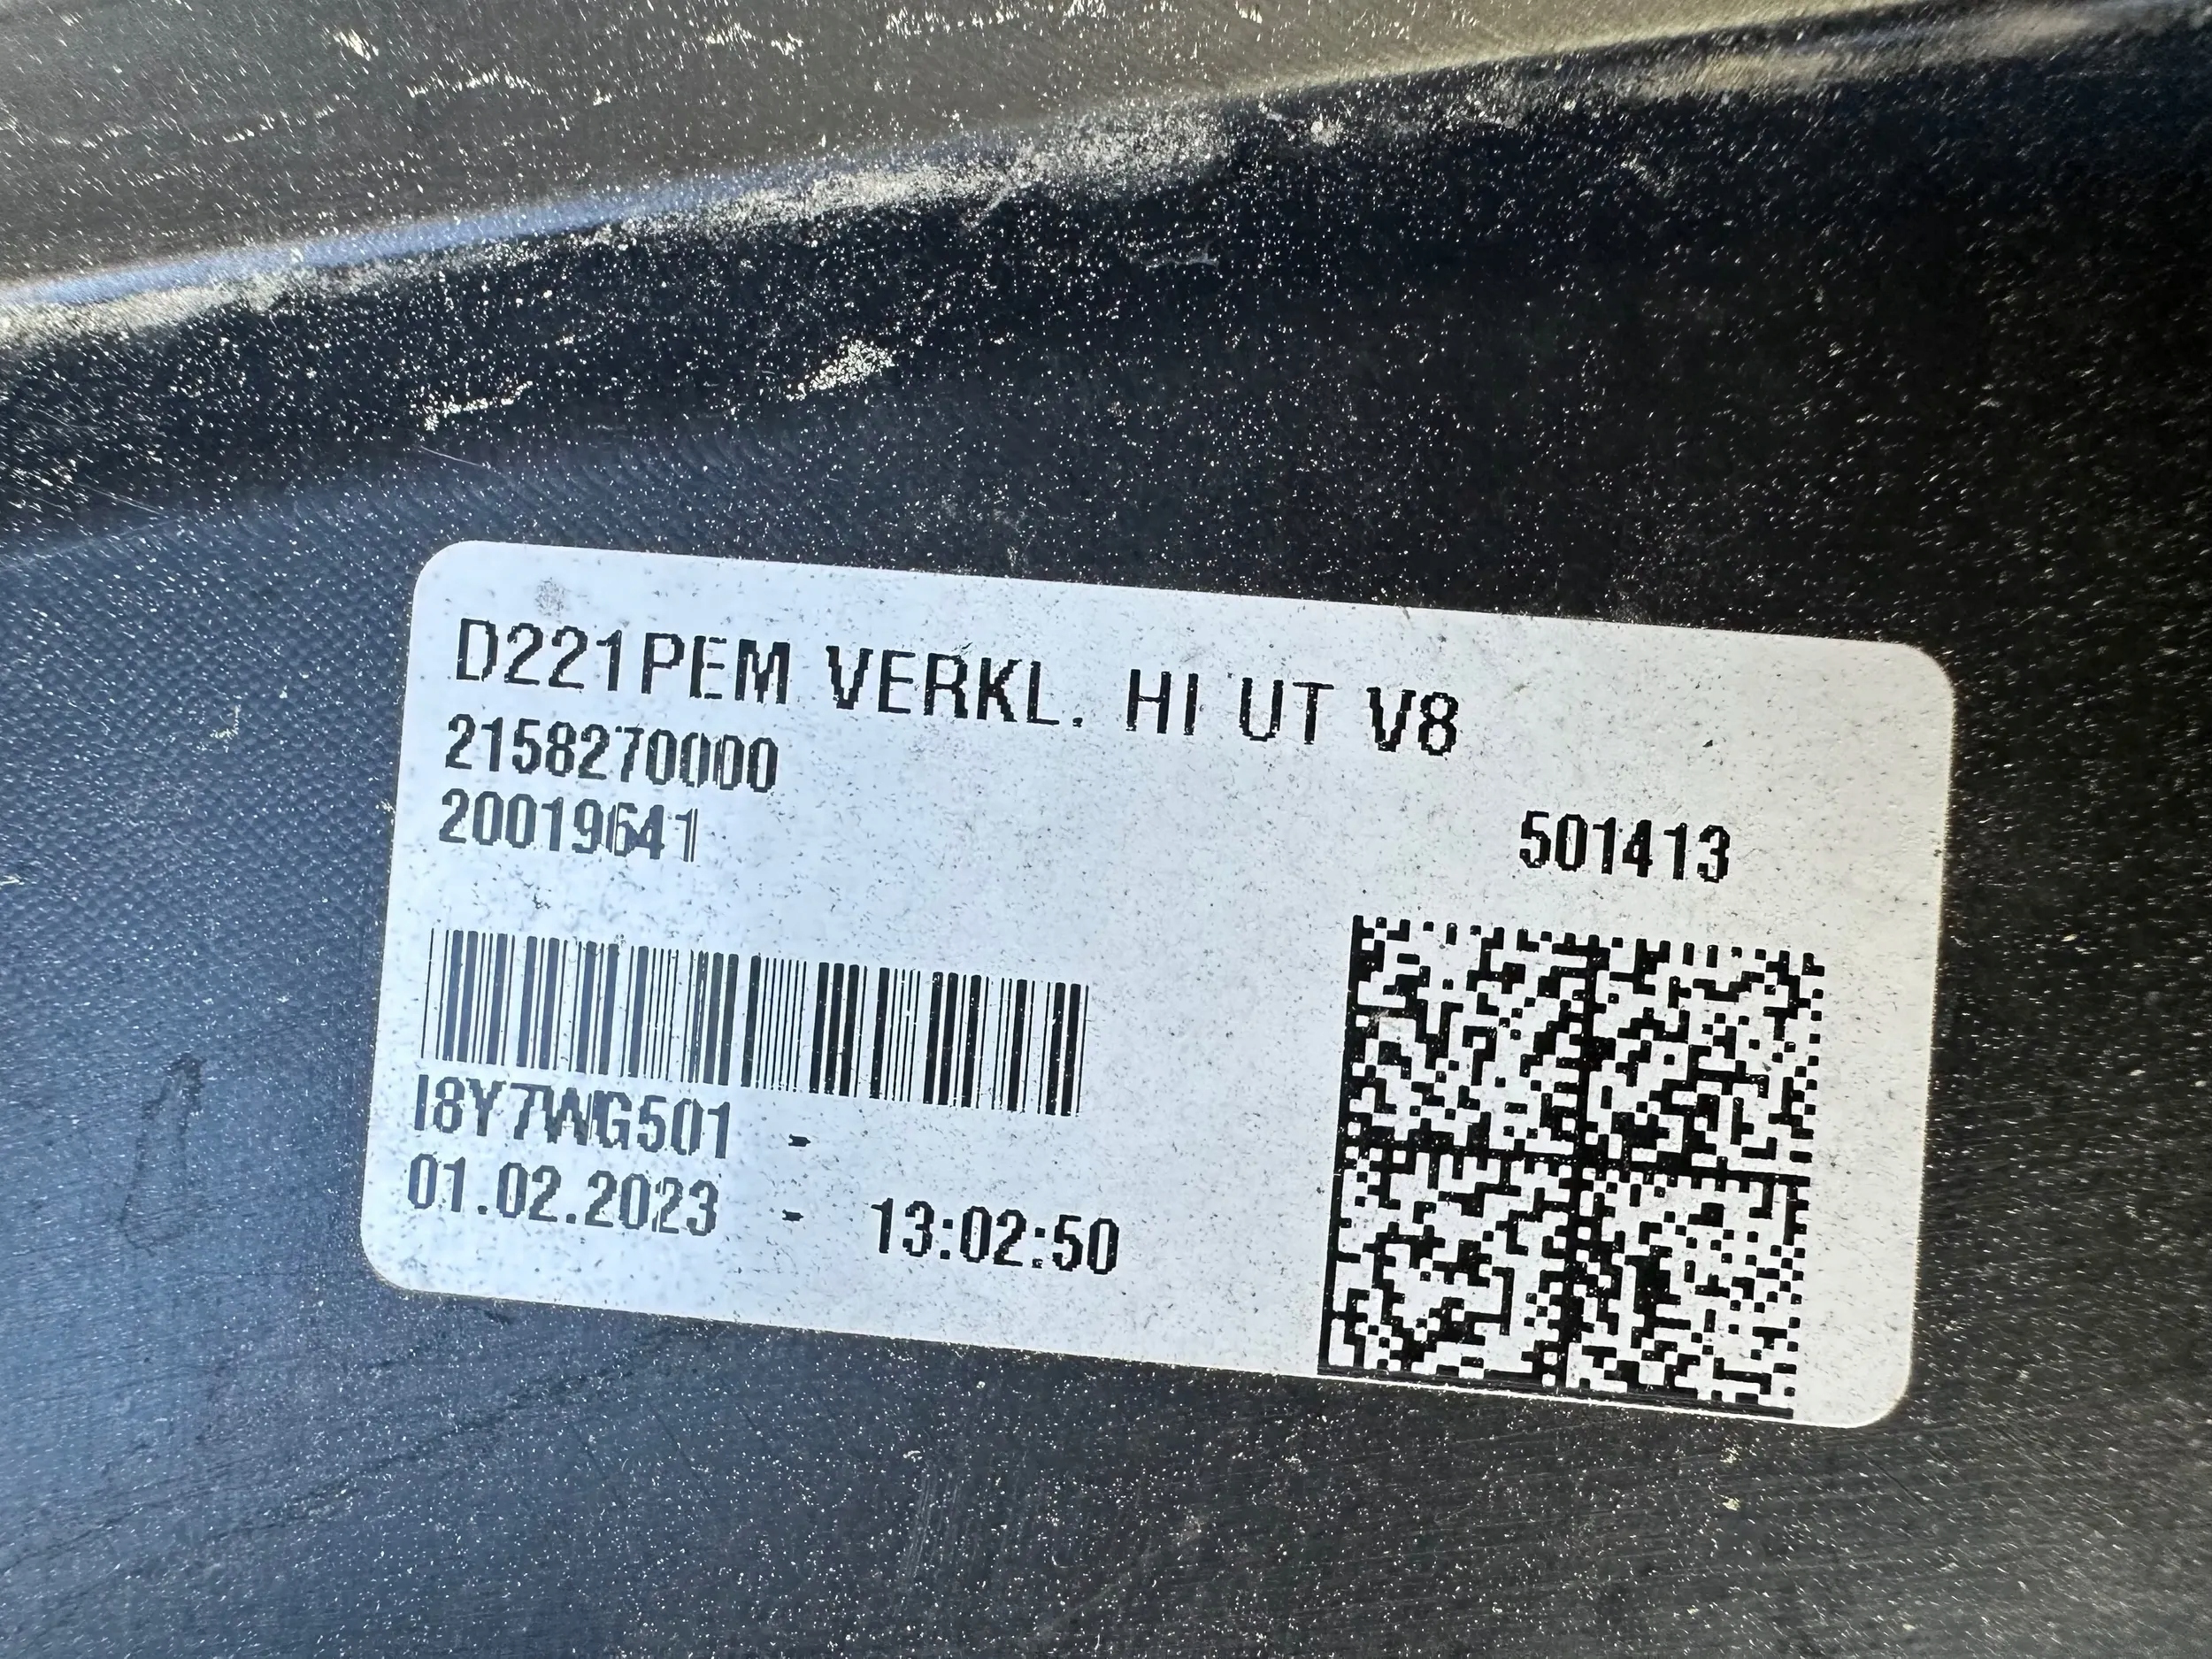 D221PEM VERKL. HI UT V8
2158270000
20019641
501413
I8Y7WG501 -
01.02.2023 - 13:02:50